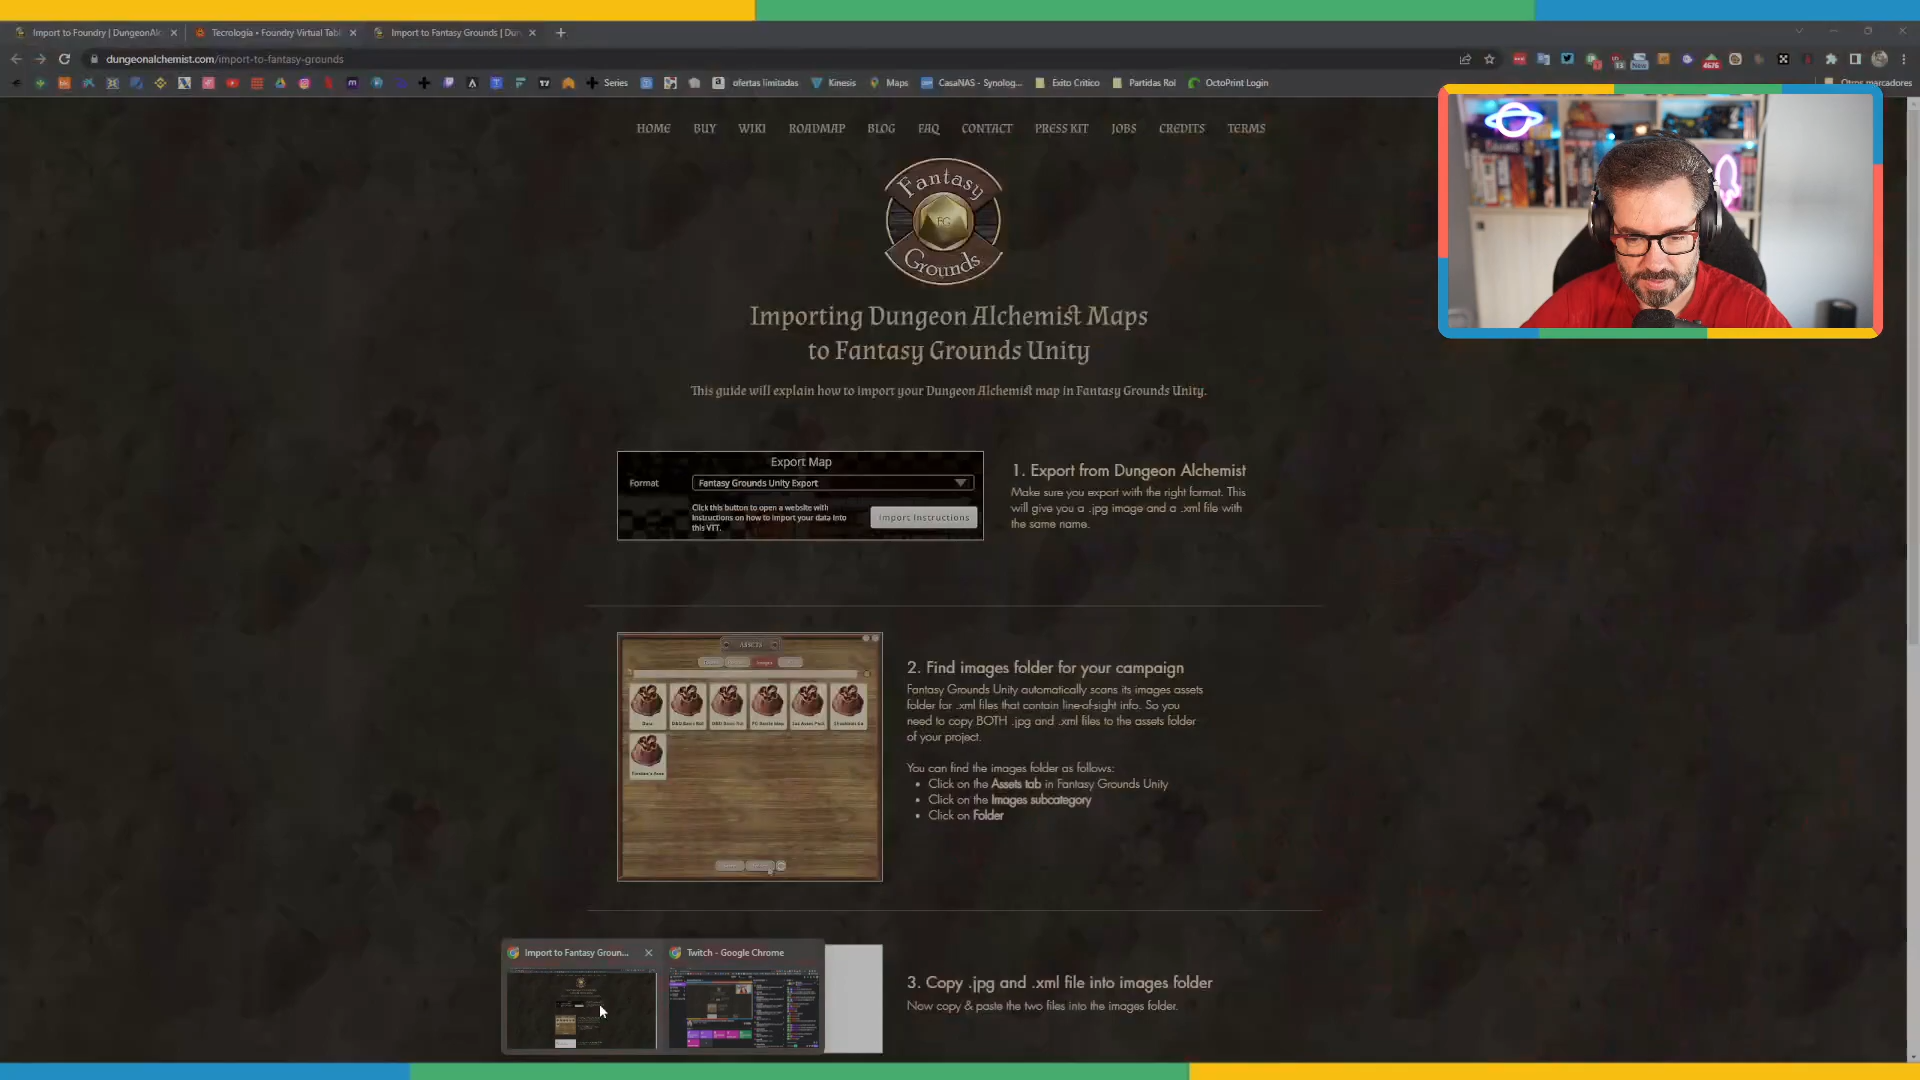 Import to Foundry | DungeonAlc
Tecrología • Foundry Virtual Tabl
Import to Fantasy Grounds | Dun
dungeonalchemist.com/import-to-fantasy-grounds
Series
ofertas limitadas
Kinesis
Maps
CasaNAS - Synolog...
Exito Critico
Partidas Rol
OctoPrint Login
Otros marcadores
HOME
BUY
WIKI
ROADMAP
BLOG
FAQ
CONTACT
PRESS KIT
JOBS
CREDITS
TERMS
Fantasy
FG
Grounds
Importing Dungeon Alchemist Maps
to Fantasy Grounds Unity
This guide will explain how to import your Dungeon Alchemist map in Fantasy Grounds Unity.
Export Map
Format
Fantasy Grounds Unity Export
Click this button to open a website with
instructions on how to import your data into
this VTT.
Import Instructions
1. Export from Dungeon Alchemist
Make sure you export with the right format. This
will give you a .jpg image and a .xml file with
the same name.
ASSETS
2. Find images folder for your campaign
Fantasy Grounds Unity automatically scans its images assets
folder for .xml files that contain line-of-sight info. So you
need to copy BOTH .jpg and .xml files to the assets folder
of your project.
You can find the images folder as follows:
• Click on the Assets tab in Fantasy Grounds Unity
• Click on the Images subcategory
• Click on Folder
Import to Fantasy Groun...
Twitch - Google Chrome
3. Copy .jpg and .xml file into images folder
Now copy & paste the two files into the images folder.